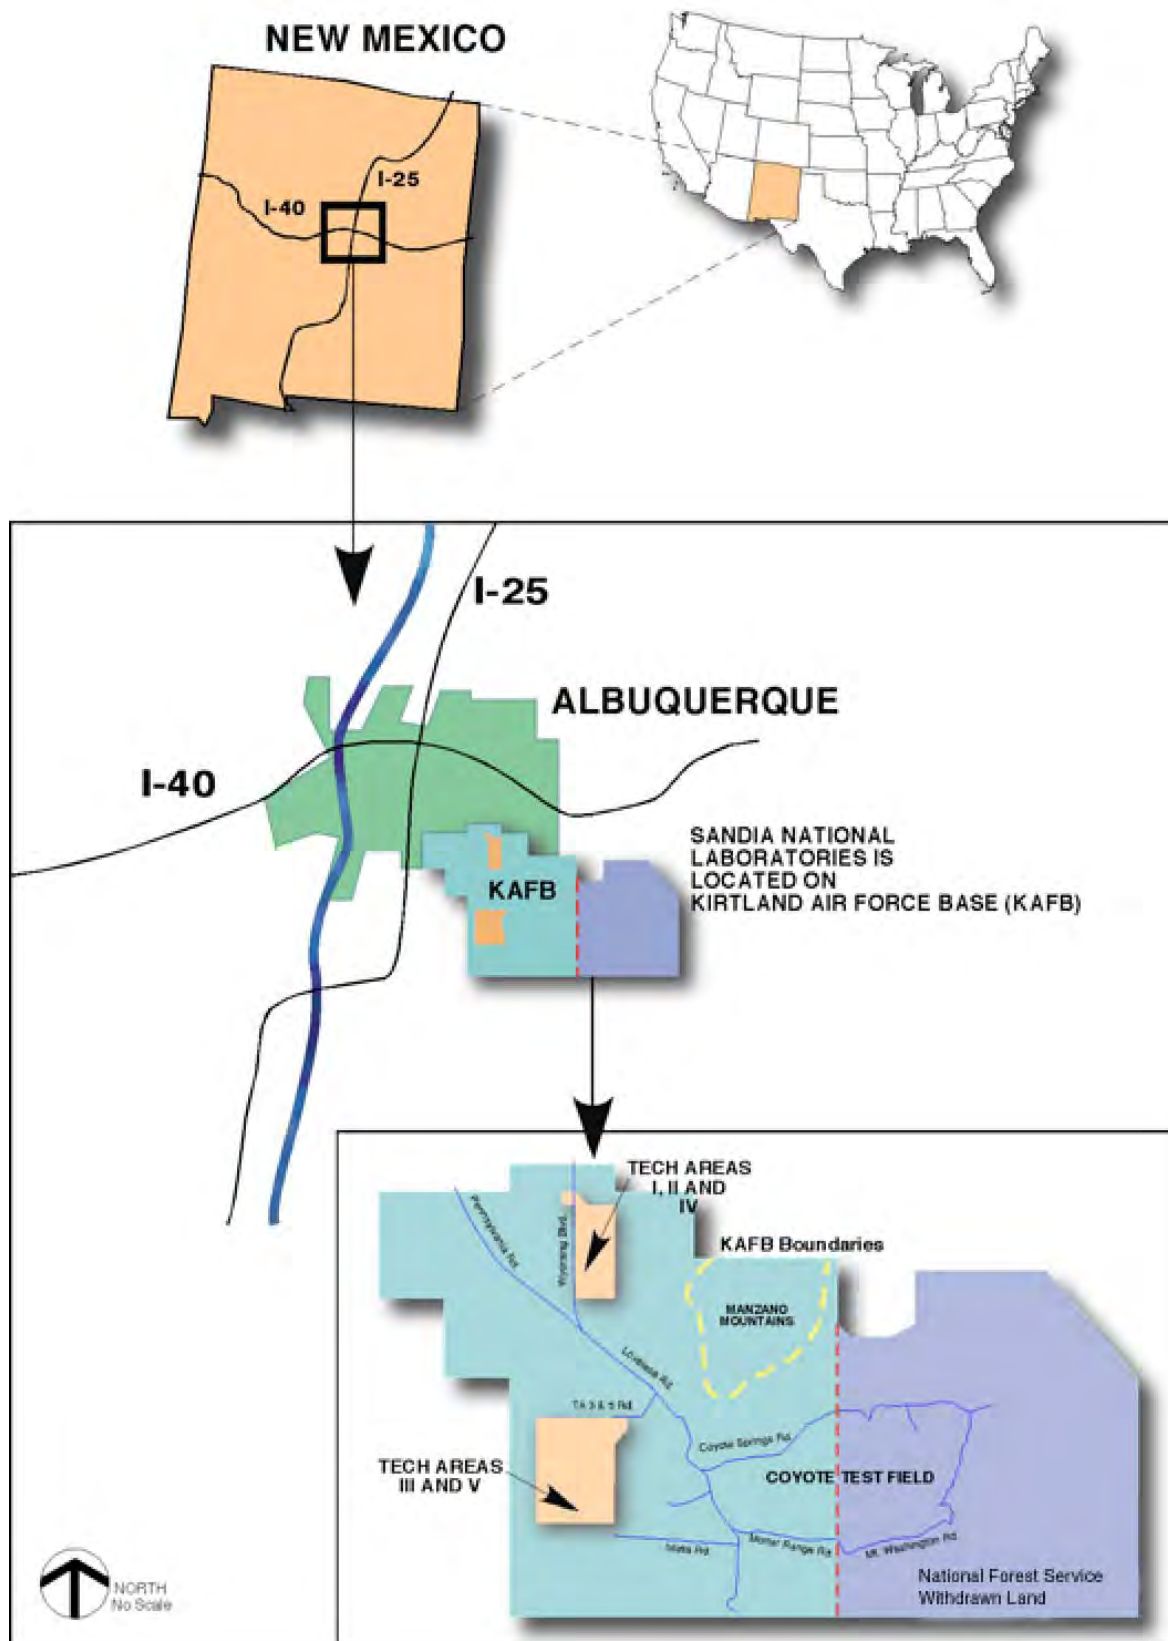 NEW MEXICO
I-25
I-40
I-25
ALBUQUERQUE
I-40
SANDIA NATIONAL
LABORATORIES IS
LOCATED ON
KIRTLAND AIR FORCE BASE (KAFB)
KAFB
TECH AREAS
I, II AND
IV
Pennsylvania Rd.
Wyoming Blvd.
KAFB Boundaries
MANZANO
MOUNTAINS
Lovelace Rd.
TA 3 & 5 Rd.
Coyote Springs Rd.
TECH AREAS
III AND V
COYOTE TEST FIELD
Isleta Rd.
Mortar Range Rd.
Mt. Washington Rd.
National Forest Service
Withdrawn Land
NORTH
No Scale